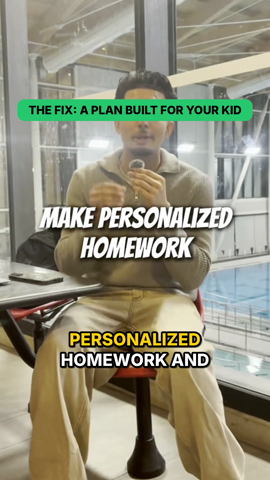 THE FIX: A PLAN BUILT FOR YOUR KID
MAKE PERSONALIZED
HOMEWORK
PERSONALIZED
HOMEWORK AND